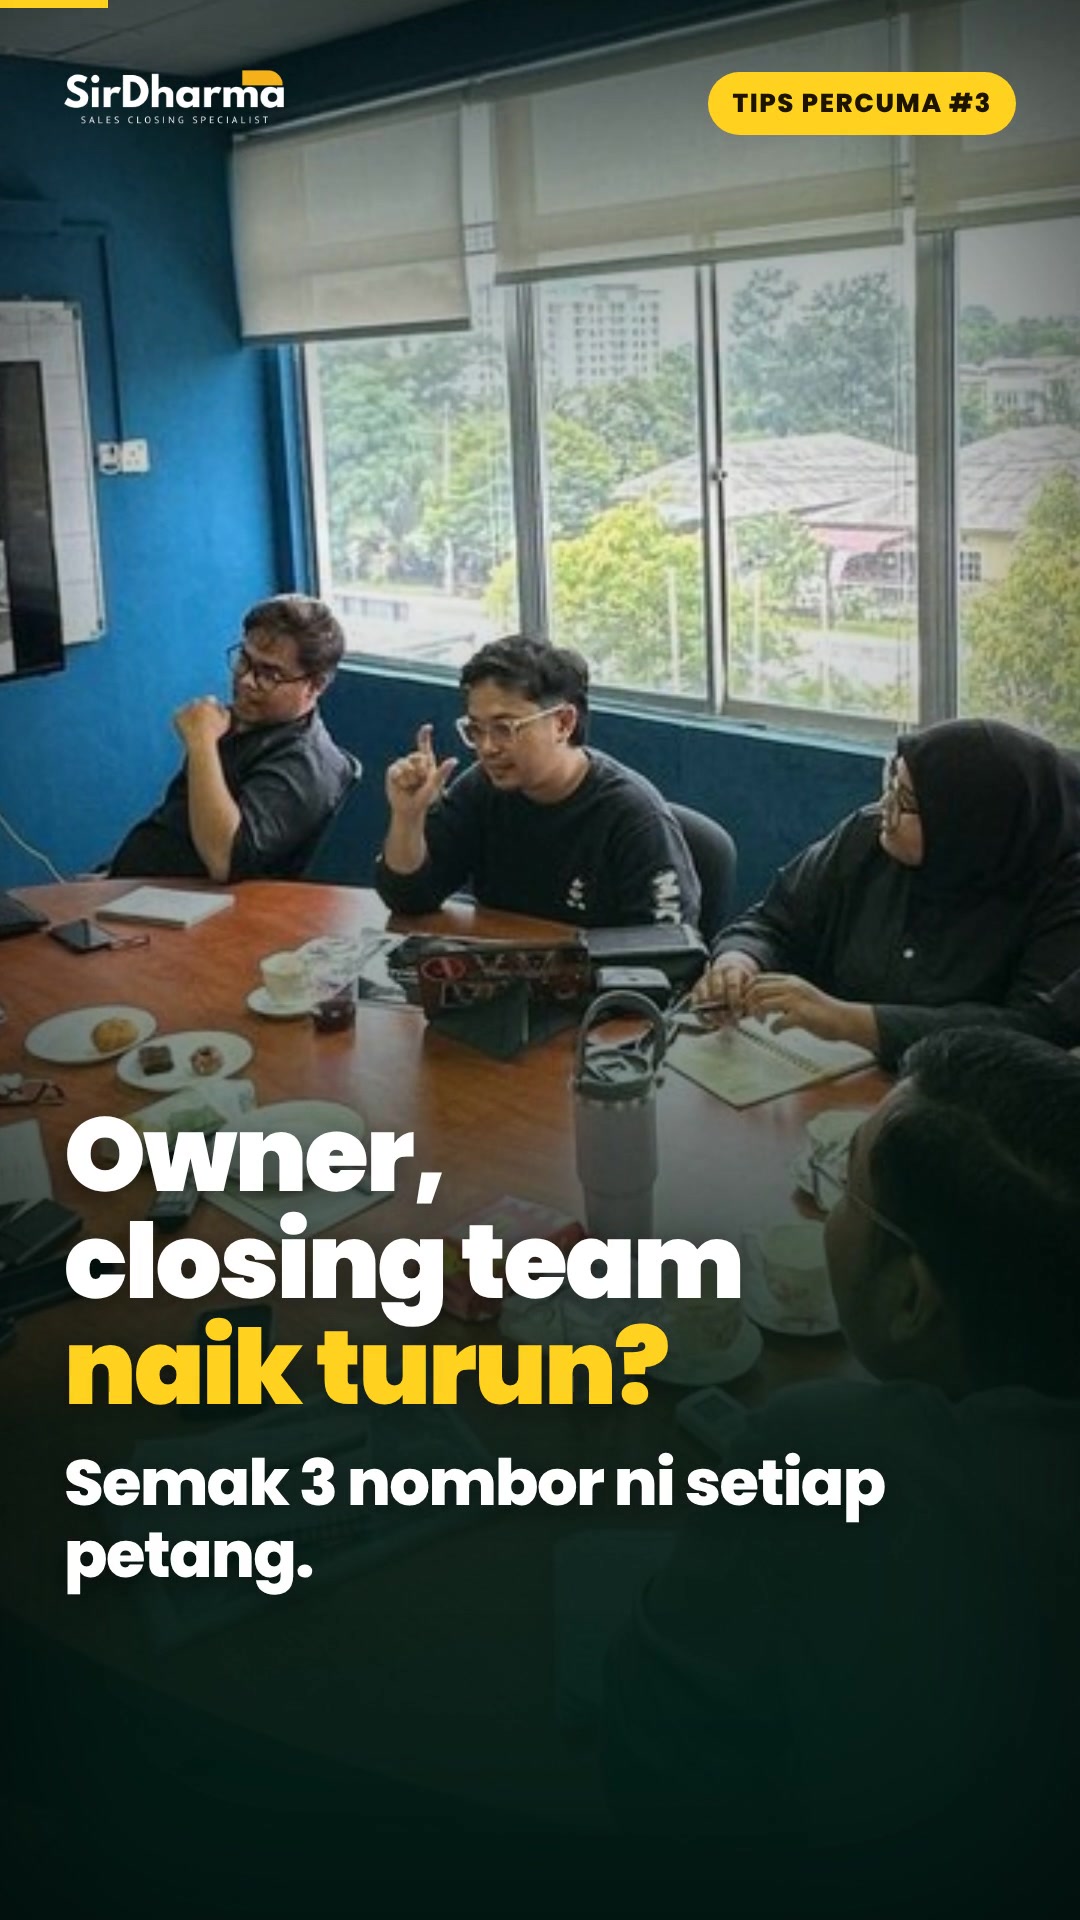 SirDharma
SALES CLOSING SPECIALIST
TIPS PERCUMA #3
Owner,
closing team
naik turun?
Semak 3 nombor ni setiap
petang.